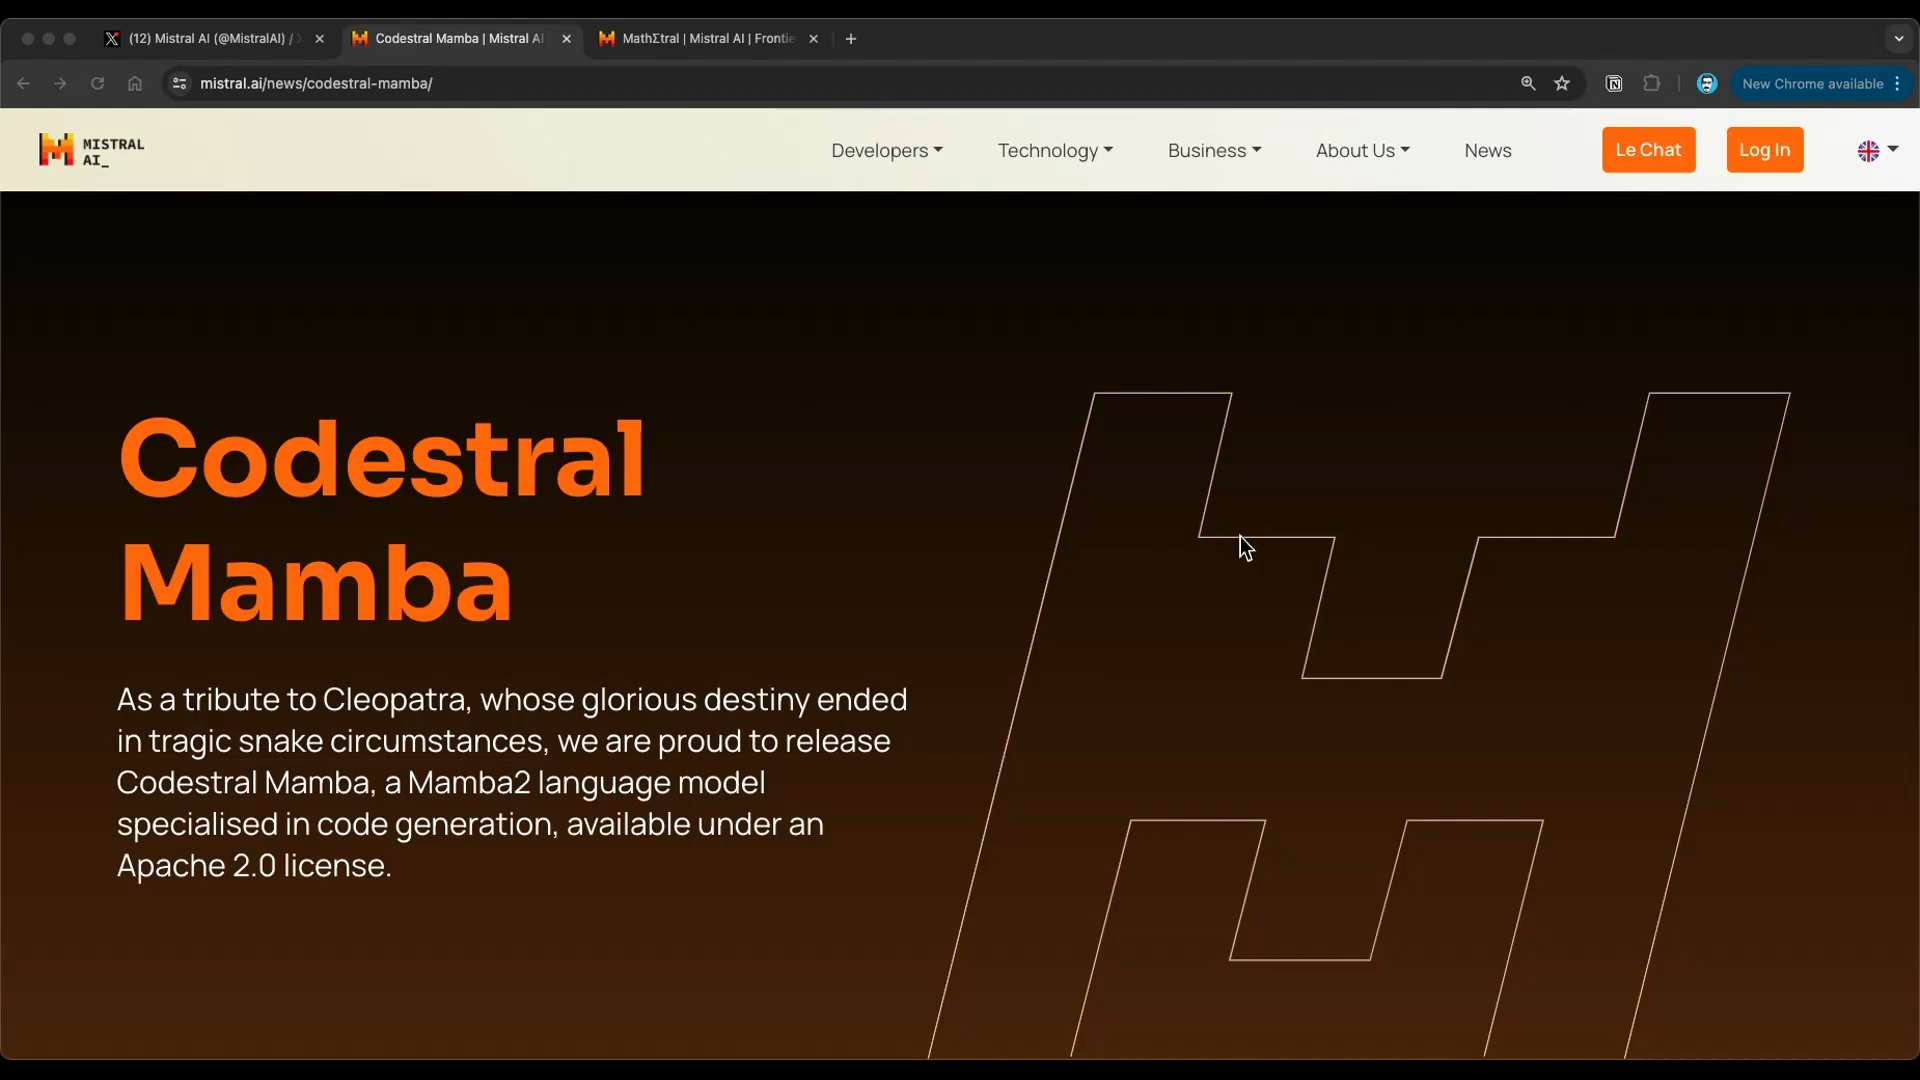 (12) Mistral AI (@MistralAI) /
Codestral Mamba | Mistral AI
MathΣtral | Mistral AI | Frontie
mistral.ai/news/codestral-mamba/
New Chrome available
MISTRAL
AI_
Developers
Technology
Business
About Us
News
Le Chat
Log In
Codestral
Mamba
As a tribute to Cleopatra, whose glorious destiny ended
in tragic snake circumstances, we are proud to release
Codestral Mamba, a Mamba2 language model
specialised in code generation, available under an
Apache 2.0 license.